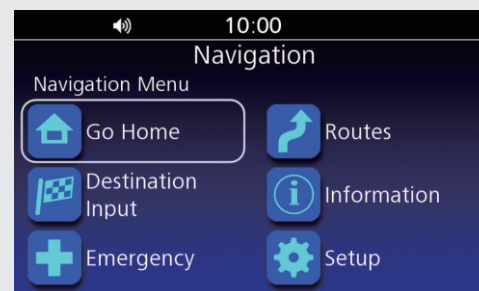 10:00
Navigation
Navigation Menu
Go Home
Routes
Destination
Input
Information
Emergency
Setup